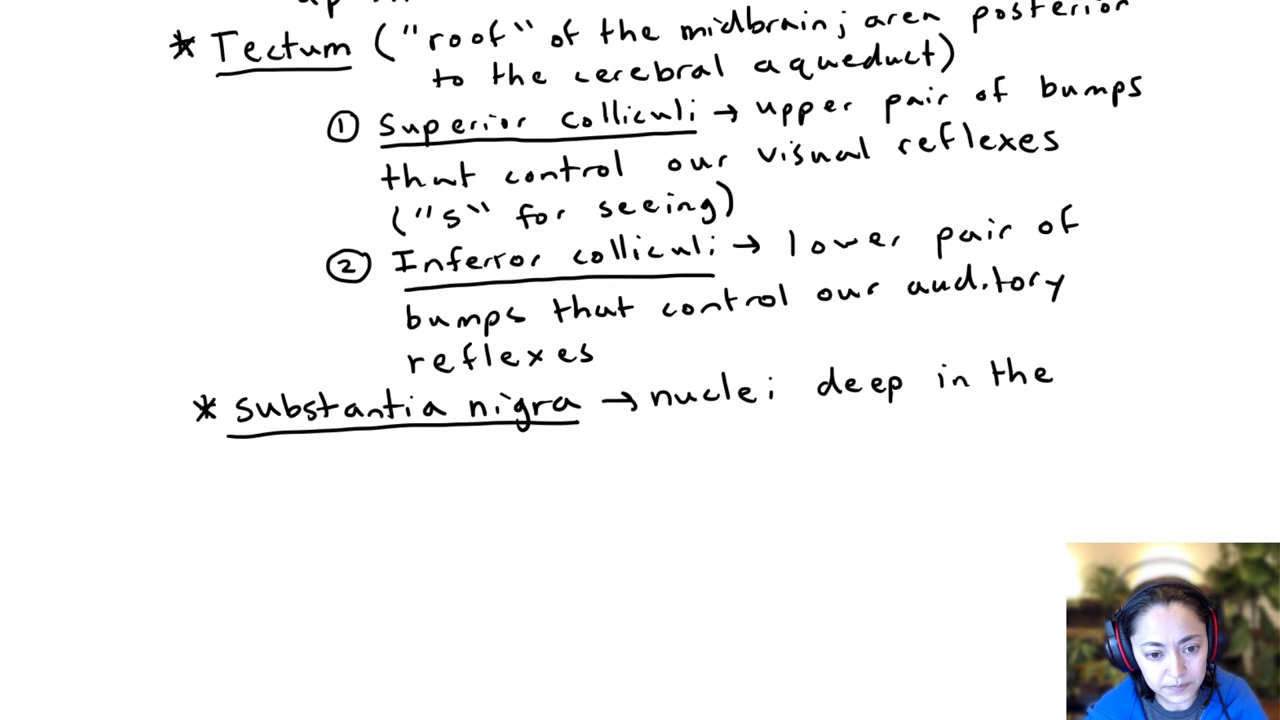 * Tectum ("roof" of the midbrain; area posterior
to the cerebral aqueduct)
① Superior colliculi → upper pair of bumps
that control our visual reflexes
("s" for seeing)
② Inferior colliculi → lower pair of
bumps that control our auditory
reflexes
* substantia nigra → nuclei deep in the